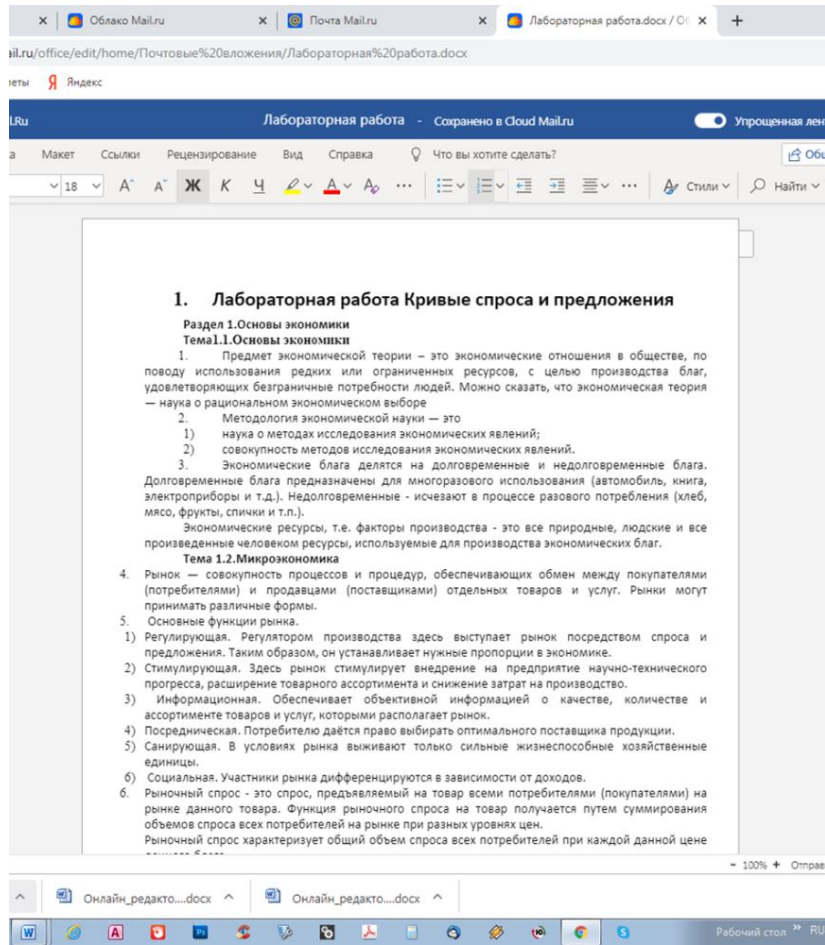 Облако Mail.ru
Почта Mail.ru
Лабораторная работа.docx / Об
ail.ru/office/edit/home/Почтовые%20вложения/Лабораторная%20работа.docx
Яндекс
Лабораторная работа - Сохранено в Cloud Mail.ru
Упрощенная лен
Макет Ссылки Рецензирование Вид Справка Что вы хотите сделать?
18 Ж К Ч Стили Найти
1. Лабораторная работа Кривые спроса и предложения
Раздел 1.Основы экономики
Тема1.1.Основы экономики
1. Предмет экономической теории – это экономические отношения в обществе, по
поводу использования редких или ограниченных ресурсов, с целью производства благ,
удовлетворяющих безграничные потребности людей. Можно сказать, что экономическая теория
— наука о рациональном экономическом выборе
2. Методология экономической науки — это
1) наука о методах исследования экономических явлений;
2) совокупность методов исследования экономических явлений.
3. Экономические блага делятся на долговременные и недолговременные блага.
Долговременные блага предназначены для многоразового использования (автомобиль, книга,
электроприборы и т.д.). Недолговременные - исчезают в процессе разового потребления (хлеб,
мясо, фрукты, спички и т.п.).
Экономические ресурсы, т.е. факторы производства - это все природные, людские и все
произведенные человеком ресурсы, используемые для производства экономических благ.
Тема 1.2.Микроэкономика
4. Рынок — совокупность процессов и процедур, обеспечивающих обмен между покупателями
(потребителями) и продавцами (поставщиками) отдельных товаров и услуг. Рынки могут
принимать различные формы.
5. Основные функции рынка.
1) Регулирующая. Регулятором производства здесь выступает рынок посредством спроса и
предложения. Таким образом, он устанавливает нужные пропорции в экономике.
2) Стимулирующая. Здесь рынок стимулирует внедрение на предприятие научно-технического
прогресса, расширение товарного ассортимента и снижение затрат на производство.
3) Информационная. Обеспечивает объективной информацией о качестве, количестве и
ассортименте товаров и услуг, которыми располагает рынок.
4) Посредническая. Потребителю даётся право выбирать оптимального поставщика продукции.
5) Санирующая. В условиях рынка выживают только сильные жизнеспособные хозяйственные
единицы.
6) Социальная. Участники рынка дифференцируются в зависимости от доходов.
6. Рыночный спрос - это спрос, предъявляемый на товар всеми потребителями (покупателями) на
рынке данного товара. Функция рыночного спроса на товар получается путем суммирования
объемов спроса всех потребителей на рынке при разных уровнях цен.
Рыночный спрос характеризует общий объем спроса всех потребителей при каждой данной цене
- 100% +
Онлайн_редакто....docx Онлайн_редакто....docx
Рабочий стол » RU